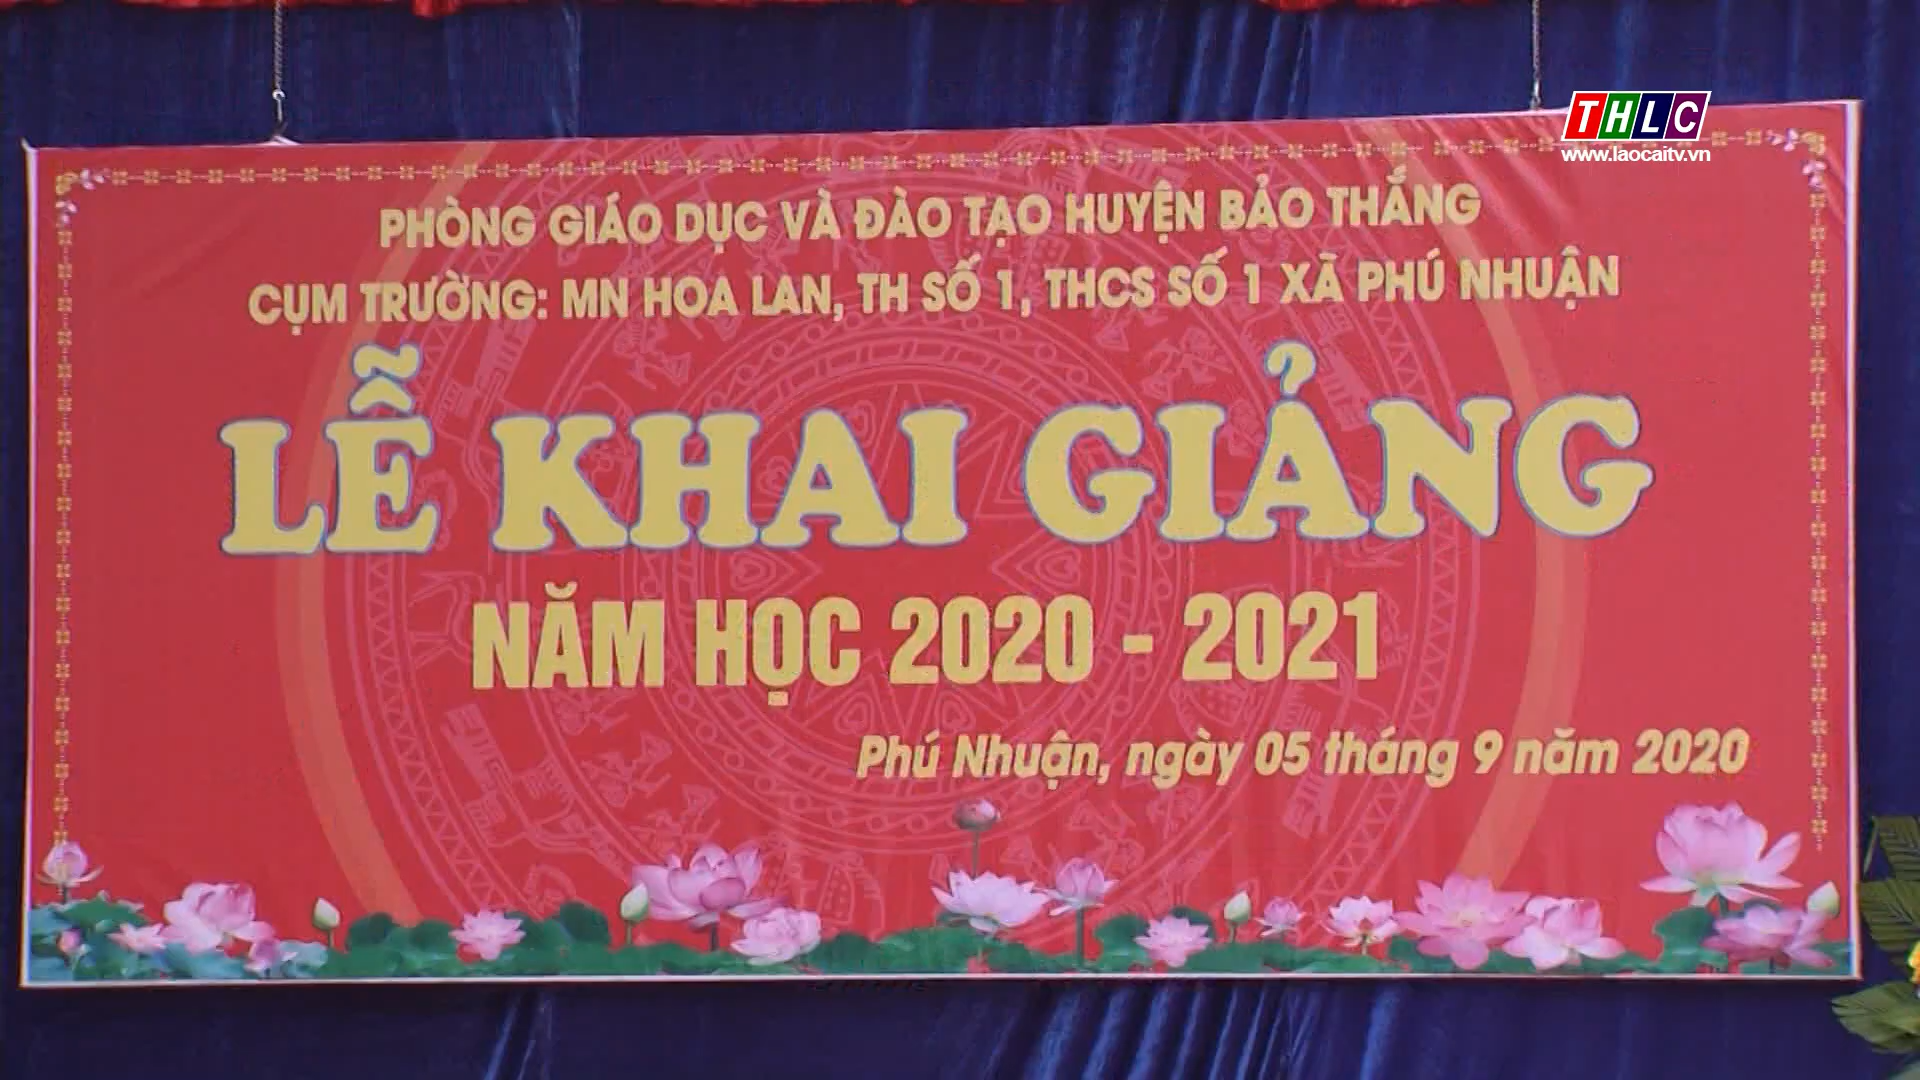 THLC
www.laocaitv.vn
PHÒNG GIÁO DỤC VÀ ĐÀO TẠO HUYỆN BẢO THẮNG
CỤM TRƯỜNG: MN HOA LAN, TH SỐ 1, THCS SỐ 1 XÃ PHÚ NHUẬN
LỄ KHAI GIẢNG
NĂM HỌC 2020 - 2021
Phú Nhuận, ngày 05 tháng 9 năm 2020